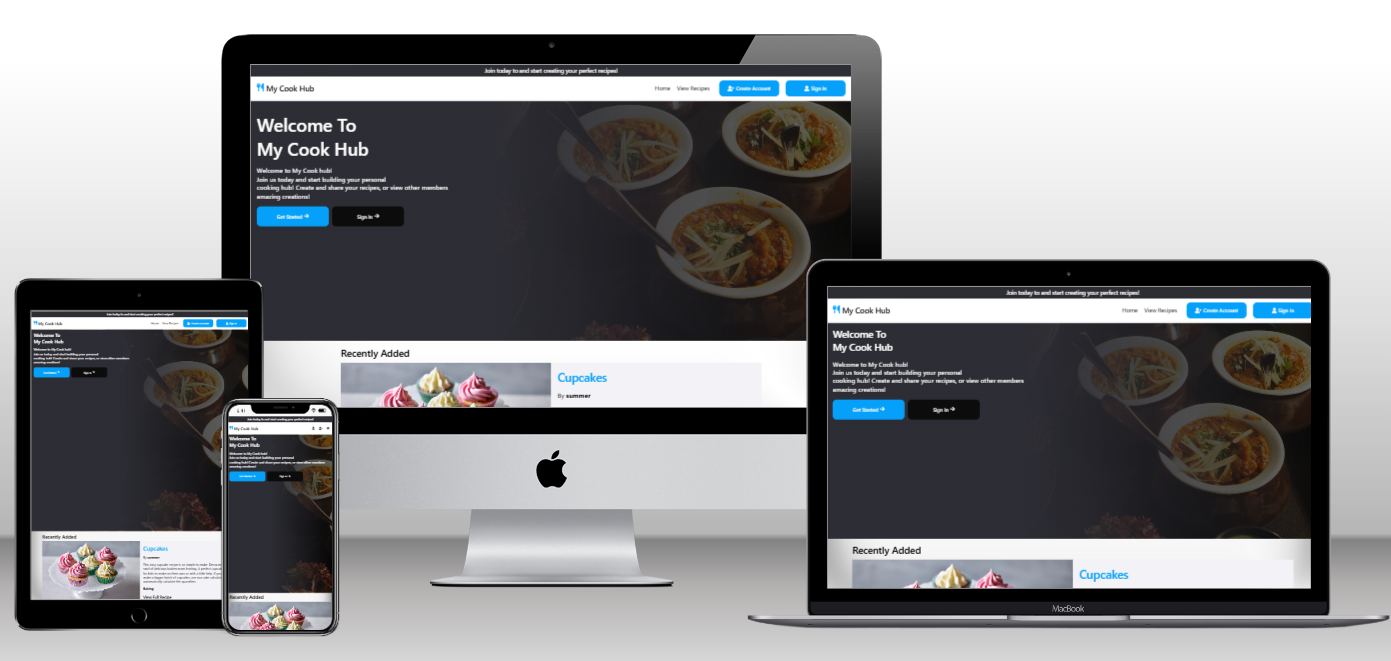 Join today to and start creating your perfect recipes!
My Cook Hub
Home View Recipes Create Account Sign In
Welcome To
My Cook Hub
Welcome to My Cook hub!
Join us today and start building your personal
cooking hub! Create and share your recipes, or view other members
amazing creations!
Get Started Sign In
Recently Added
Cupcakes
By summer
Join today to and start creating your perfect recipes!
My Cook Hub
Home View Recipes Create Account Sign In
Welcome To
My Cook Hub
Welcome to My Cook hub!
Join us today and start building your personal
cooking hub! Create and share your recipes, or view other members
amazing creations!
Get Started Sign In
Recently Added
Cupcakes
MacBook
Join today to and start creating your perfect recipes!
My Cook Hub
Home View Recipes Create Account Sign In
Welcome To
My Cook Hub
Welcome to My Cook hub!
Join us today and start building your personal
cooking hub! Create and share your recipes, or view other members
amazing creations!
Get Started Sign In
Recently Added
Cupcakes
By summer
Baking
View Full Recipe
Join today to and start creating your perfect recipes!
My Cook Hub
Welcome To
My Cook Hub
Welcome to My Cook hub!
Join us today and start building your personal
cooking hub! Create and share your recipes, or view other members
amazing creations!
Get Started Sign In
Recently Added